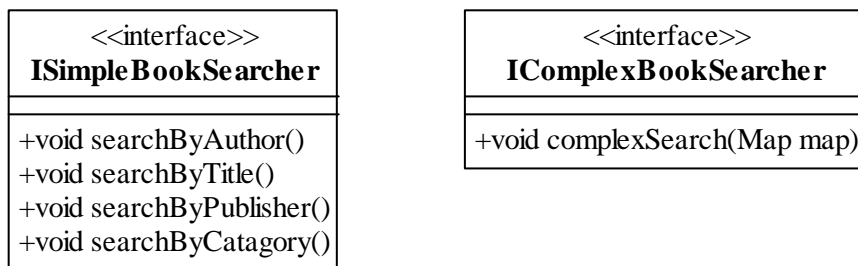 <<interface>>
ISimpleBookSearcher
+void searchByAuthor()
+void searchByTitle()
+void searchByPublisher()
+void searchByCatagory()
<<interface>>
IComplexBookSearcher
+void complexSearch(Map map)